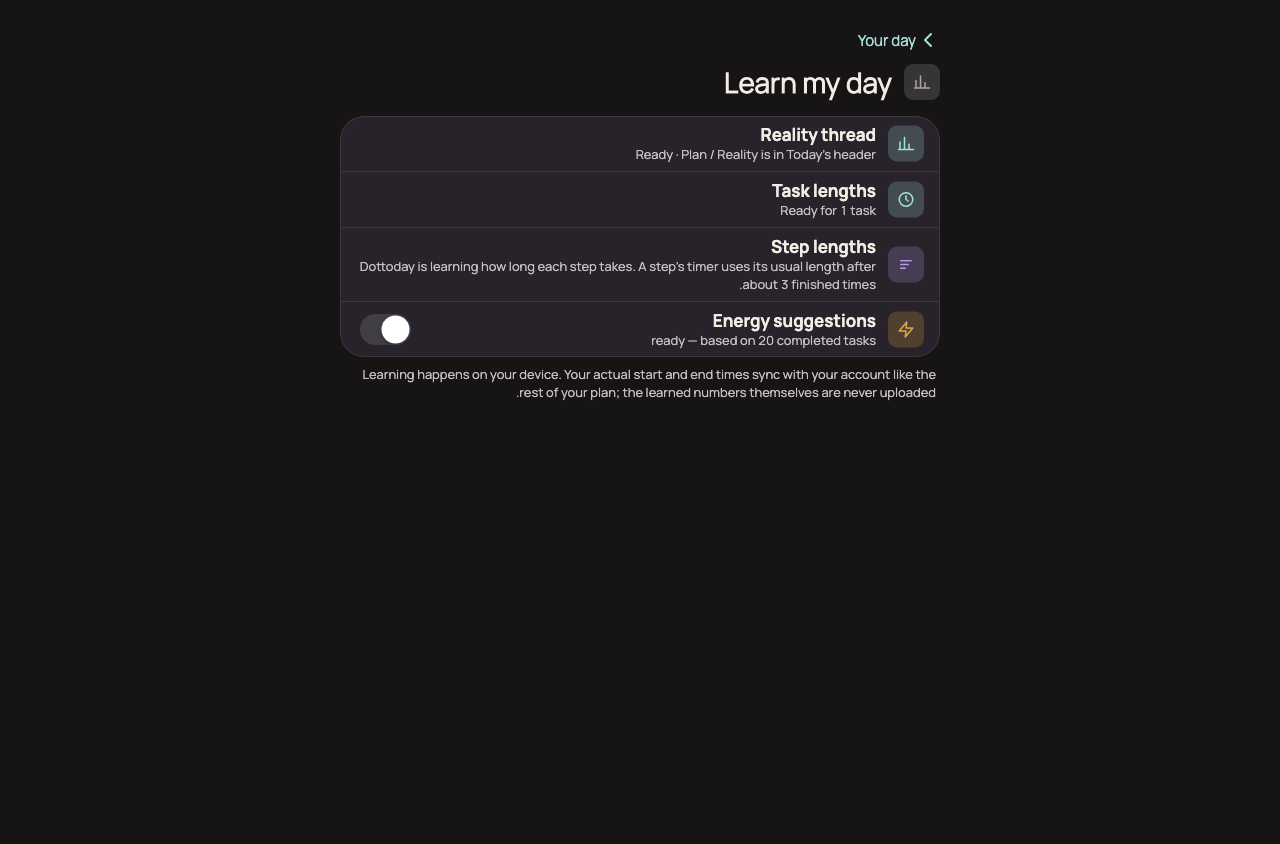 Your day
Learn my day
Reality thread
Ready · Plan / Reality is in Today's header
Task lengths
Ready for 1 task
Step lengths
Dottoday is learning how long each step takes. A step's timer uses its usual length after
.about 3 finished times
Energy suggestions
ready — based on 20 completed tasks
Learning happens on your device. Your actual start and end times sync with your account like the
.rest of your plan; the learned numbers themselves are never uploaded